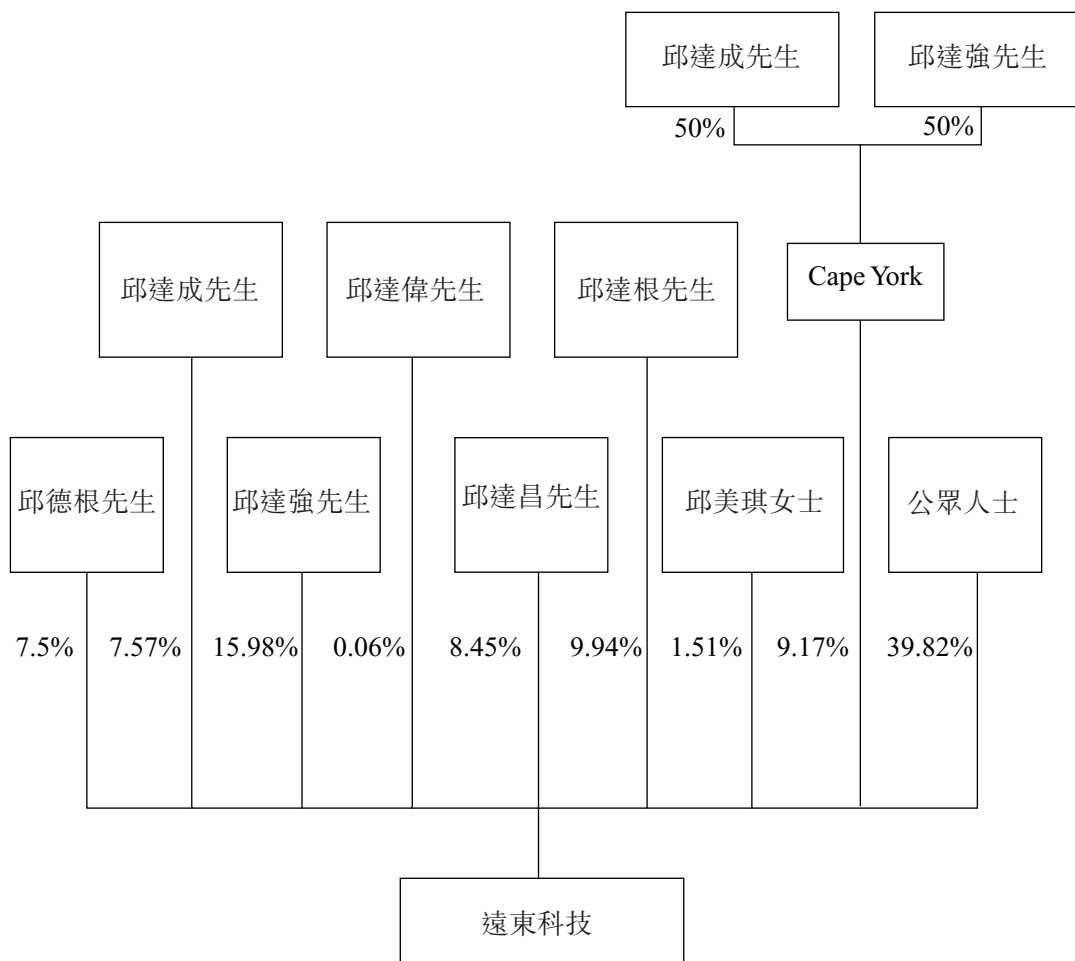 邱達成先生
邱達強先生
50%
50%
邱達成先生
邱達偉先生
邱達根先生
Cape York
邱德根先生
邱達強先生
邱達昌先生
邱美琪女士
公眾人士
7.5%
7.57%
15.98%
0.06%
8.45%
9.94%
1.51%
9.17%
39.82%
遠東科技